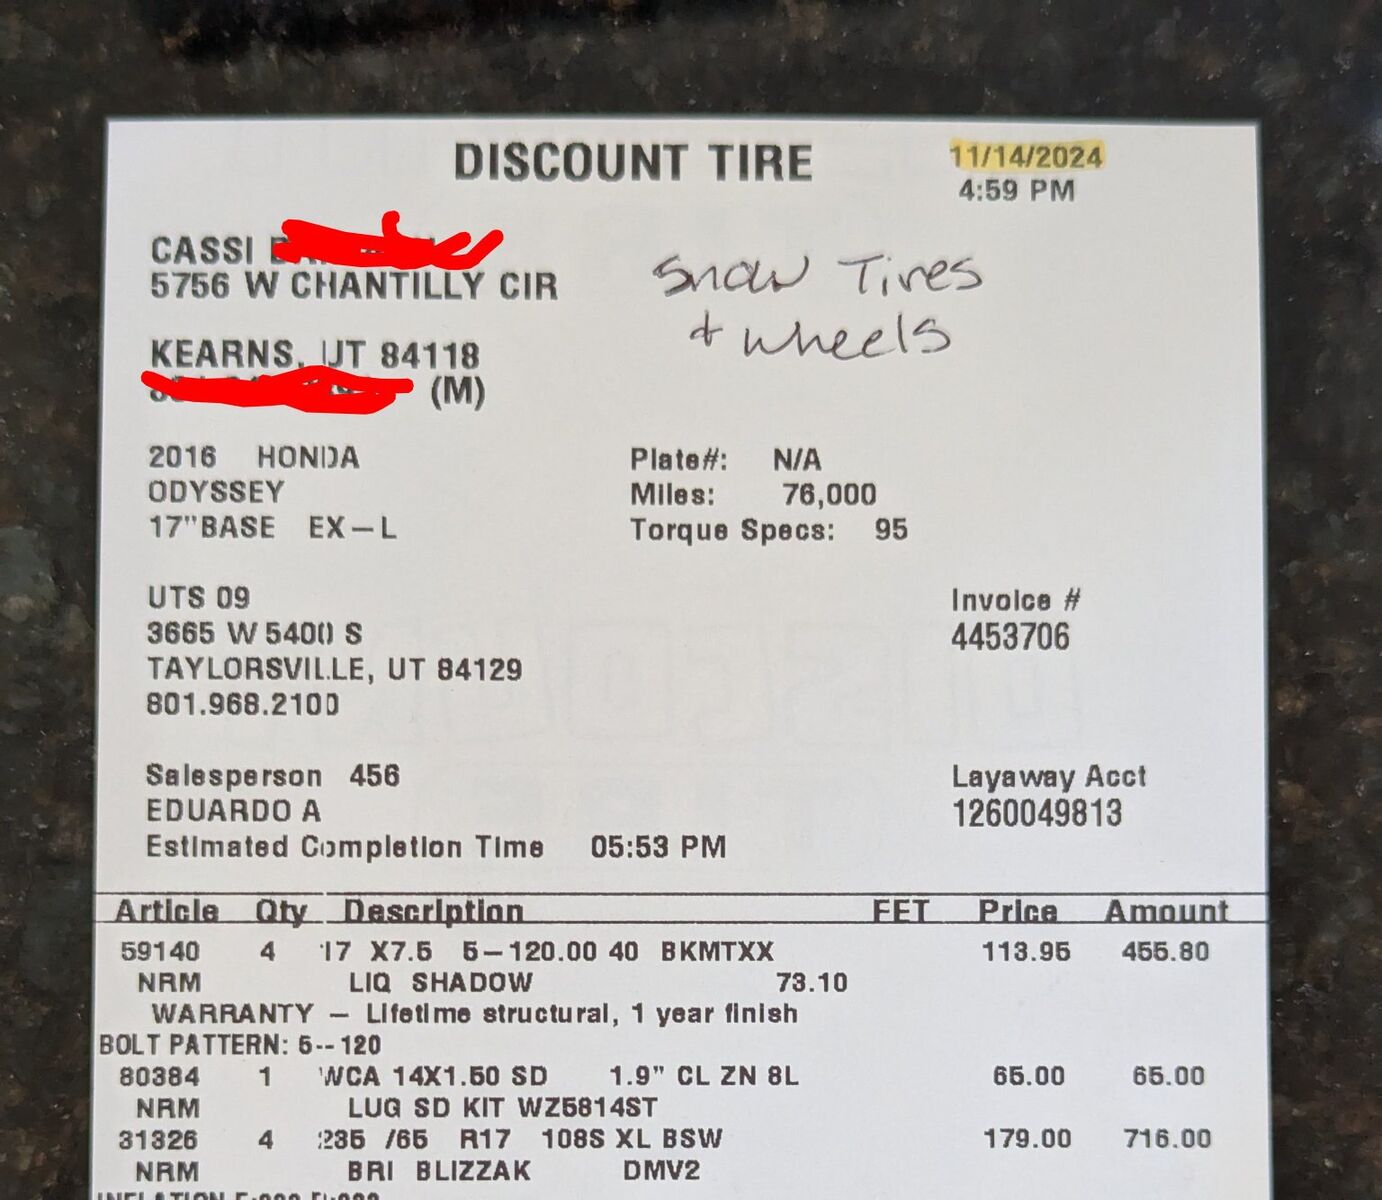 DISCOUNT TIRE
11/14/2024
4:59 PM
CASSI
5756 W CHANTILLY CIR
Snow Tires
& wheels
KEARNS, UT 84118
(M)
2016 HONDA
ODYSSEY
17"BASE EX-L
Plate#: N/A
Miles: 76,000
Torque Specs: 95
UTS 09
3665 W 5400 S
TAYLORSVILLE, UT 84129
801.968.2100
Invoice #
4453706
Salesperson 456
EDUARDO A
Estimated Completion Time 05:53 PM
Layaway Acct
1260049813
Article Qty Description FET Price Amount
59140 4 17 X7.5 5-120.00 40 BKMTXX 113.95 455.80
NRM LIQ SHADOW 73.10
WARRANTY - Lifetime structural, 1 year finish
BOLT PATTERN: 5--120
80384 1 WCA 14X1.50 SD 1.9" CL ZN 8L 65.00 65.00
NRM LUG SD KIT WZ5814ST
31326 4 235 /65 R17 108S XL BSW 179.00 716.00
NRM BRI BLIZZAK DMV2